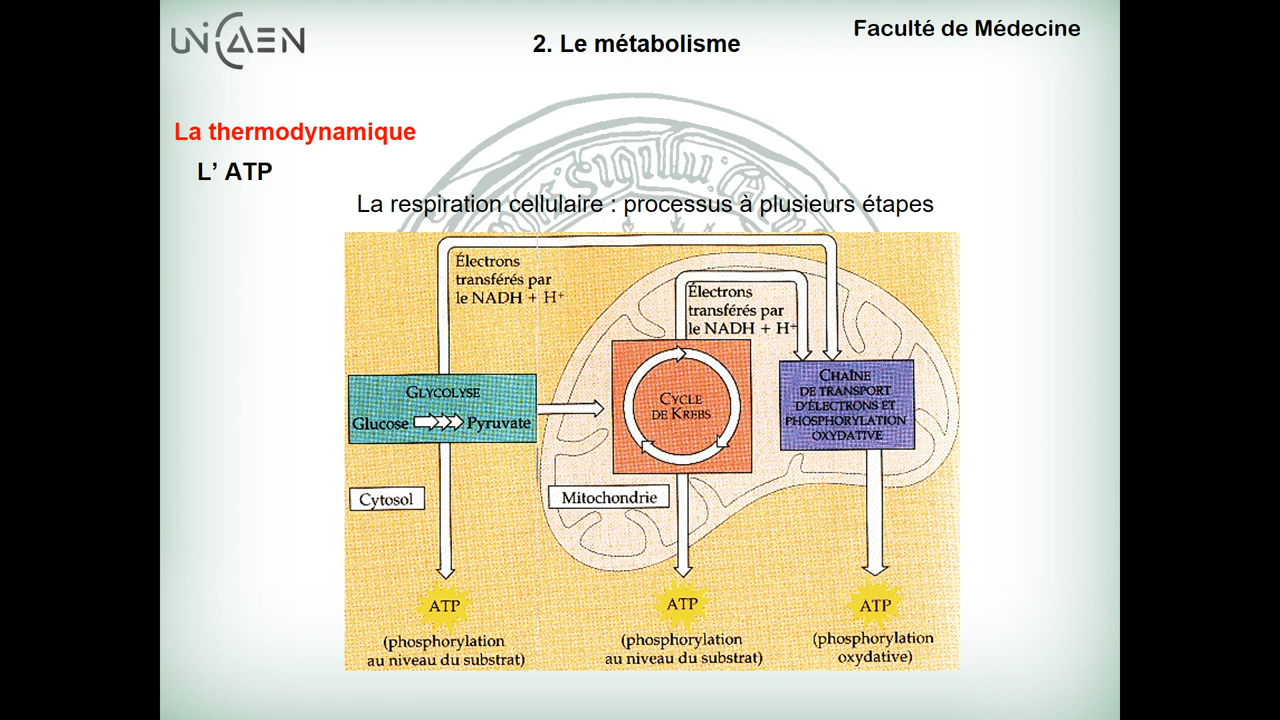 UNICAEN
Faculté de Médecine
2. Le métabolisme
La thermodynamique
L’ ATP
Sigillu
La respiration cellulaire : processus à plusieurs étapes
Électrons
transférés par
le NADH + H+
Électrons
transférés par
le NADH + H+
GLYCOLYSE
Glucose Pyruvate
CYCLE
DE KREBS
CHAÎNE
DE TRANSPORT
D'ÉLECTRONS ET
PHOSPHORYLATION
OXYDATIVE
Cytosol
Mitochondrie
ATP
(phosphorylation
au niveau du substrat)
ATP
(phosphorylation
au niveau du substrat)
ATP
(phosphorylation
oxydative)